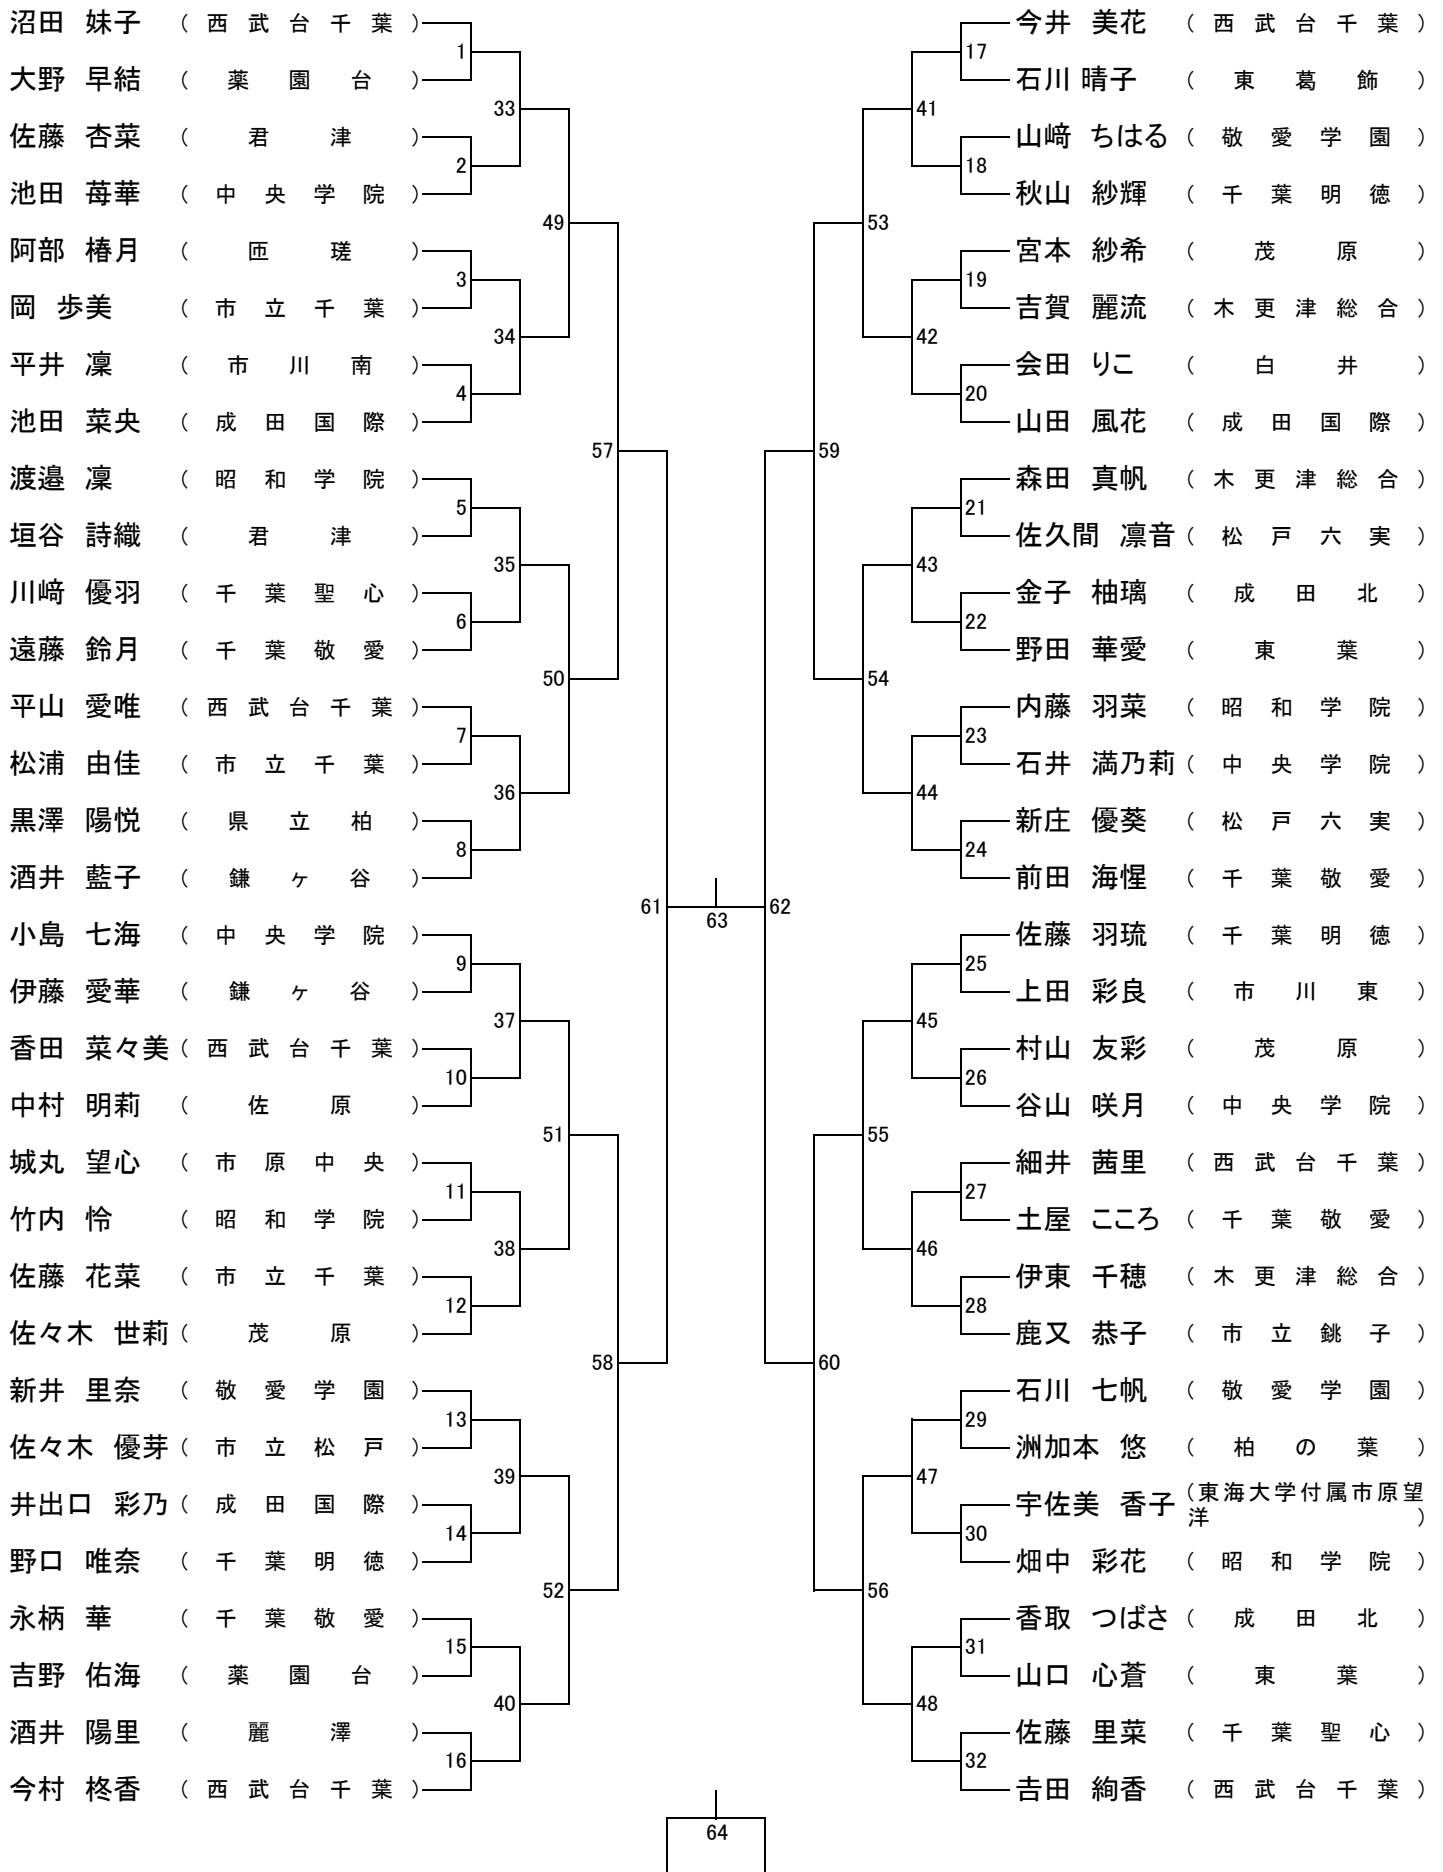 沼田 妹子 （西武台千葉）
1
大野 早結 （薬園台）
33
佐藤 杏菜 （君津）
2
池田 苺華 （中央学院）
49
阿部 椿月 （匝瑳）
3
岡 歩美 （市立千葉）
34
平井 凜 （市川南）
4
池田 菜央 （成田国際）
57
渡邉 凜 （昭和学院）
5
垣谷 詩織 （君津）
35
川﨑 優羽 （千葉聖心）
6
遠藤 鈴月 （千葉敬愛）
50
平山 愛唯 （西武台千葉）
7
松浦 由佳 （市立千葉）
36
黒澤 陽悦 （県立柏）
8
酒井 藍子 （鎌ヶ谷）
61
小島 七海 （中央学院）
9
伊藤 愛華 （鎌ヶ谷）
37
香田 菜々美 （西武台千葉）
10
中村 明莉 （佐原）
51
城丸 望心 （市原中央）
11
竹内 怜 （昭和学院）
38
佐藤 花菜 （市立千葉）
12
佐々木 世莉 （茂原）
58
新井 里奈 （敬愛学園）
13
佐々木 優芽 （市立松戸）
39
井出口 彩乃 （成田国際）
14
野口 唯奈 （千葉明徳）
52
永柄 華 （千葉敬愛）
15
吉野 佑海 （薬園台）
40
酒井 陽里 （麗澤）
16
今村 柊香 （西武台千葉）
63
64
今井 美花 （西武台千葉）
17
石川 晴子 （東葛飾）
41
山﨑 ちはる （敬愛学園）
18
秋山 紗輝 （千葉明徳）
53
宮本 紗希 （茂原）
19
吉賀 麗流 （木更津総合）
42
会田 りこ （白井）
20
山田 風花 （成田国際）
59
森田 真帆 （木更津総合）
21
佐久間 凛音 （松戸六実）
43
金子 柚璃 （成田北）
22
野田 華愛 （東葉）
54
内藤 羽菜 （昭和学院）
23
石井 満乃莉 （中央学院）
44
新庄 優葵 （松戸六実）
24
前田 海惺 （千葉敬愛）
62
佐藤 羽琉 （千葉明徳）
25
上田 彩良 （市川東）
45
村山 友彩 （茂原）
26
谷山 咲月 （中央学院）
55
細井 茜里 （西武台千葉）
27
土屋 こころ （千葉敬愛）
46
伊東 千穂 （木更津総合）
28
鹿又 恭子 （市立銚子）
60
石川 七帆 （敬愛学園）
29
洲加本 悠 （柏の葉）
47
宇佐美 香子 （東海大学付属市原望
洋）
30
畑中 彩花 （昭和学院）
56
香取 つばさ （成田北）
31
山口 心蒼 （東葉）
48
佐藤 里菜 （千葉聖心）
32
吉田 絢香 （西武台千葉）